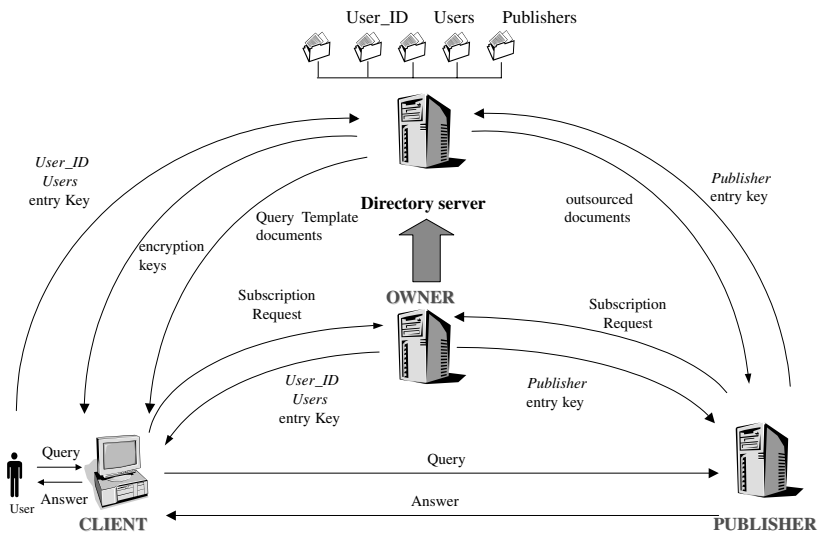 User_ID Users Publishers
User_ID
Users
entry Key
Publisher
entry key
Directory server
outsourced
documents
Query Template
documents
encryption
keys
OWNER
Subscription
Request
Subscription
Request
User_ID
Users
entry Key
Publisher
entry key
Query
Answer
User
CLIENT
Query
Answer
PUBLISHER